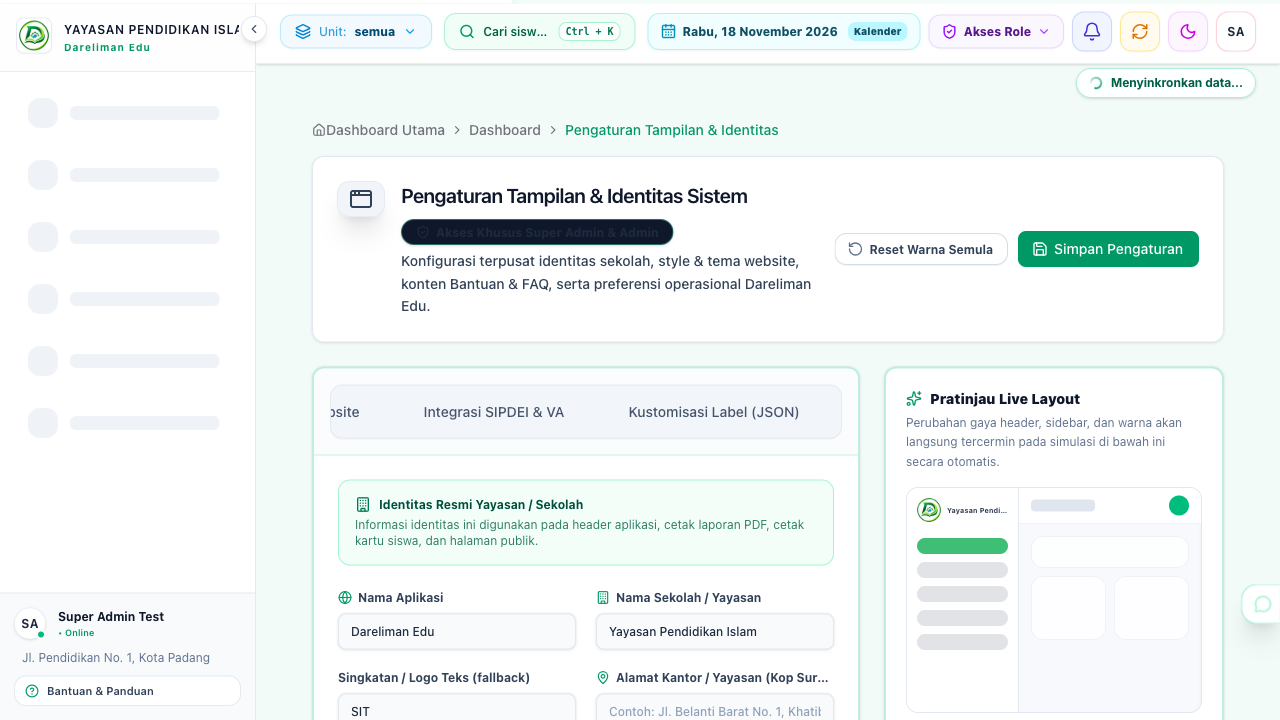 YAYASAN PENDIDIKAN ISLA
Dareliman Edu
Unit: semua
Cari sisw...
Ctrl + K
Rabu, 18 November 2026
Kalender
Akses Role
SA
Menyinkronkan data...
Dashboard Utama
Dashboard
Pengaturan Tampilan & Identitas
Pengaturan Tampilan & Identitas Sistem
Akses Khusus Super Admin & Admin
Konfigurasi terpusat identitas sekolah, style & tema website,
konten Bantuan & FAQ, serta preferensi operasional Dareliman
Edu.
Reset Warna Semula
Simpan Pengaturan
bsite
Integrasi SIPDEI & VA
Kustomisasi Label (JSON)
Identitas Resmi Yayasan / Sekolah
Informasi identitas ini digunakan pada header aplikasi, cetak laporan PDF, cetak
kartu siswa, dan halaman publik.
Nama Aplikasi
Dareliman Edu
Nama Sekolah / Yayasan
Yayasan Pendidikan Islam
Singkatan / Logo Teks (fallback)
SIT
Alamat Kantor / Yayasan (Kop Sur...
Contoh: Jl. Belanti Barat No. 1, Khatib
Pratinjau Live Layout
Perubahan gaya header, sidebar, dan warna akan
langsung tercermin pada simulasi di bawah ini
secara otomatis.
Yayasan Pendi...
SA
Super Admin Test
• Online
Jl. Pendidikan No. 1, Kota Padang
Bantuan & Panduan